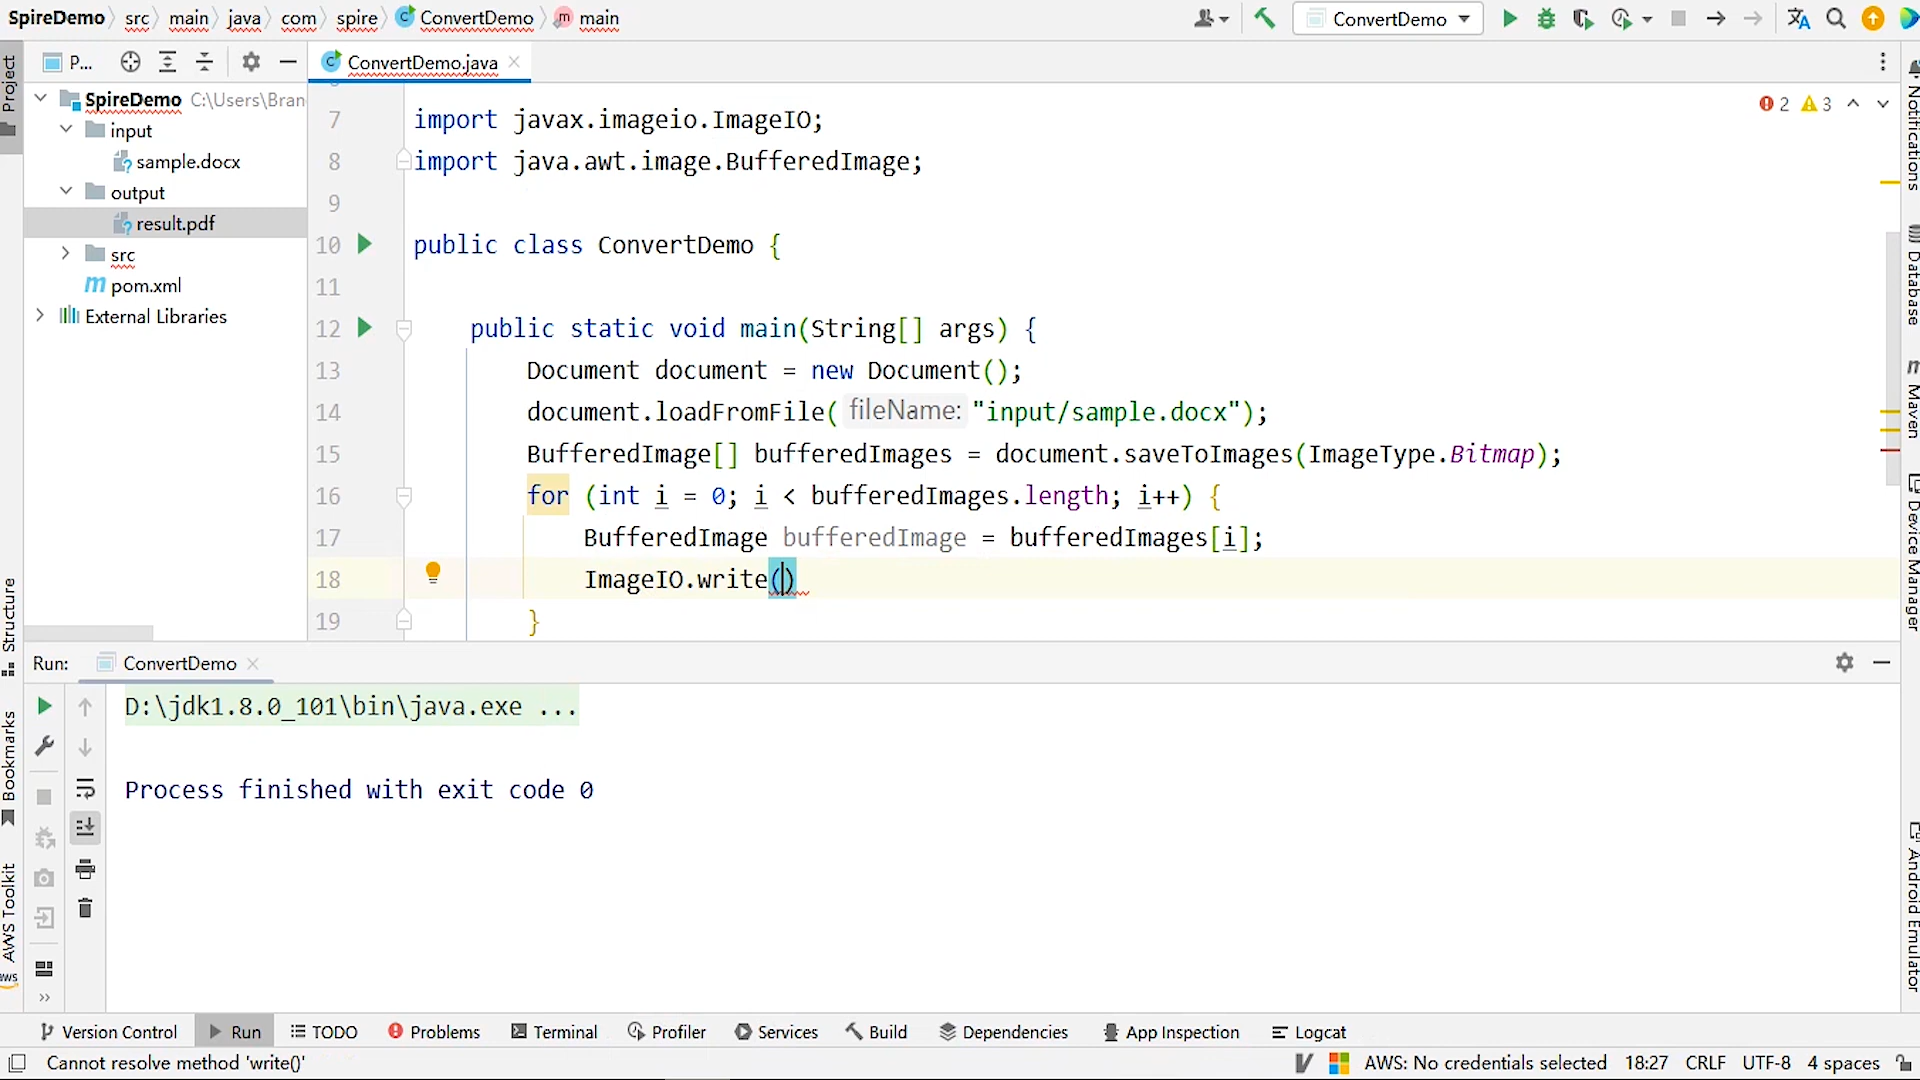 SpireDemo src main java com spire ConvertDemo main
ConvertDemo
P...
ConvertDemo.java
Project
SpireDemo C:\Users\Bran
input
sample.docx
output
result.pdf
src
pom.xml
External Libraries
2 3
7 import javax.imageio.ImageIO;
8 import java.awt.image.BufferedImage;
9
10 public class ConvertDemo {
11
12 public static void main(String[] args) {
13 Document document = new Document();
14 document.loadFromFile( fileName: "input/sample.docx");
15 BufferedImage[] bufferedImages = document.saveToImages(ImageType.Bitmap);
16 for (int i = 0; i < bufferedImages.length; i++) {
17 BufferedImage bufferedImage = bufferedImages[i];
18 ImageIO.write()
19 }
Notifications
Database
Maven
Device Manager
Android Emulator
Structure
Bookmarks
AWS Toolkit
aws
Run: ConvertDemo
D:\jdk1.8.0_101\bin\java.exe ...
Process finished with exit code 0
Version Control Run TODO Problems Terminal Profiler Services Build Dependencies App Inspection Logcat
Cannot resolve method 'write()'
AWS: No credentials selected 18:27 CRLF UTF-8 4 spaces